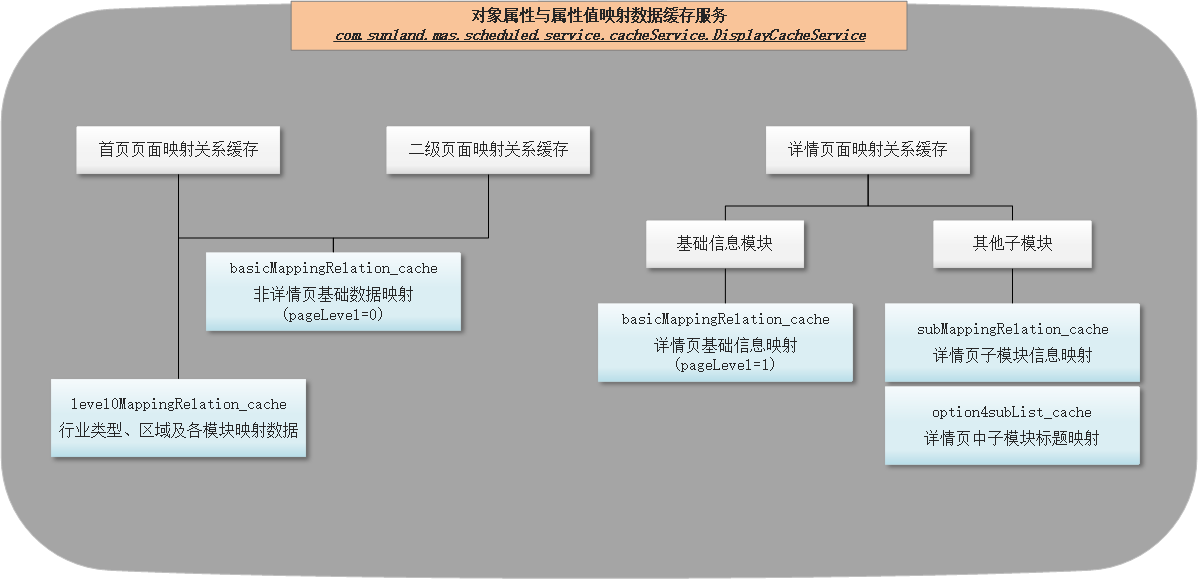 对象属性与属性值映射数据缓存服务
com.sunland.mas.scheduled.service.cacheService.DisplayCacheService
首页页面映射关系缓存
二级页面映射关系缓存
详情页面映射关系缓存
基础信息模块
其他子模块
basicMappingRelation_cache
非详情页基础数据映射
(pageLevel=0)
basicMappingRelation_cache
详情页基础信息映射
(pageLevel=1)
subMappingRelation_cache
详情页子模块信息映射
level0MappingRelation_cache
行业类型、区域及各模块映射数据
option4subList_cache
详情页中子模块标题映射